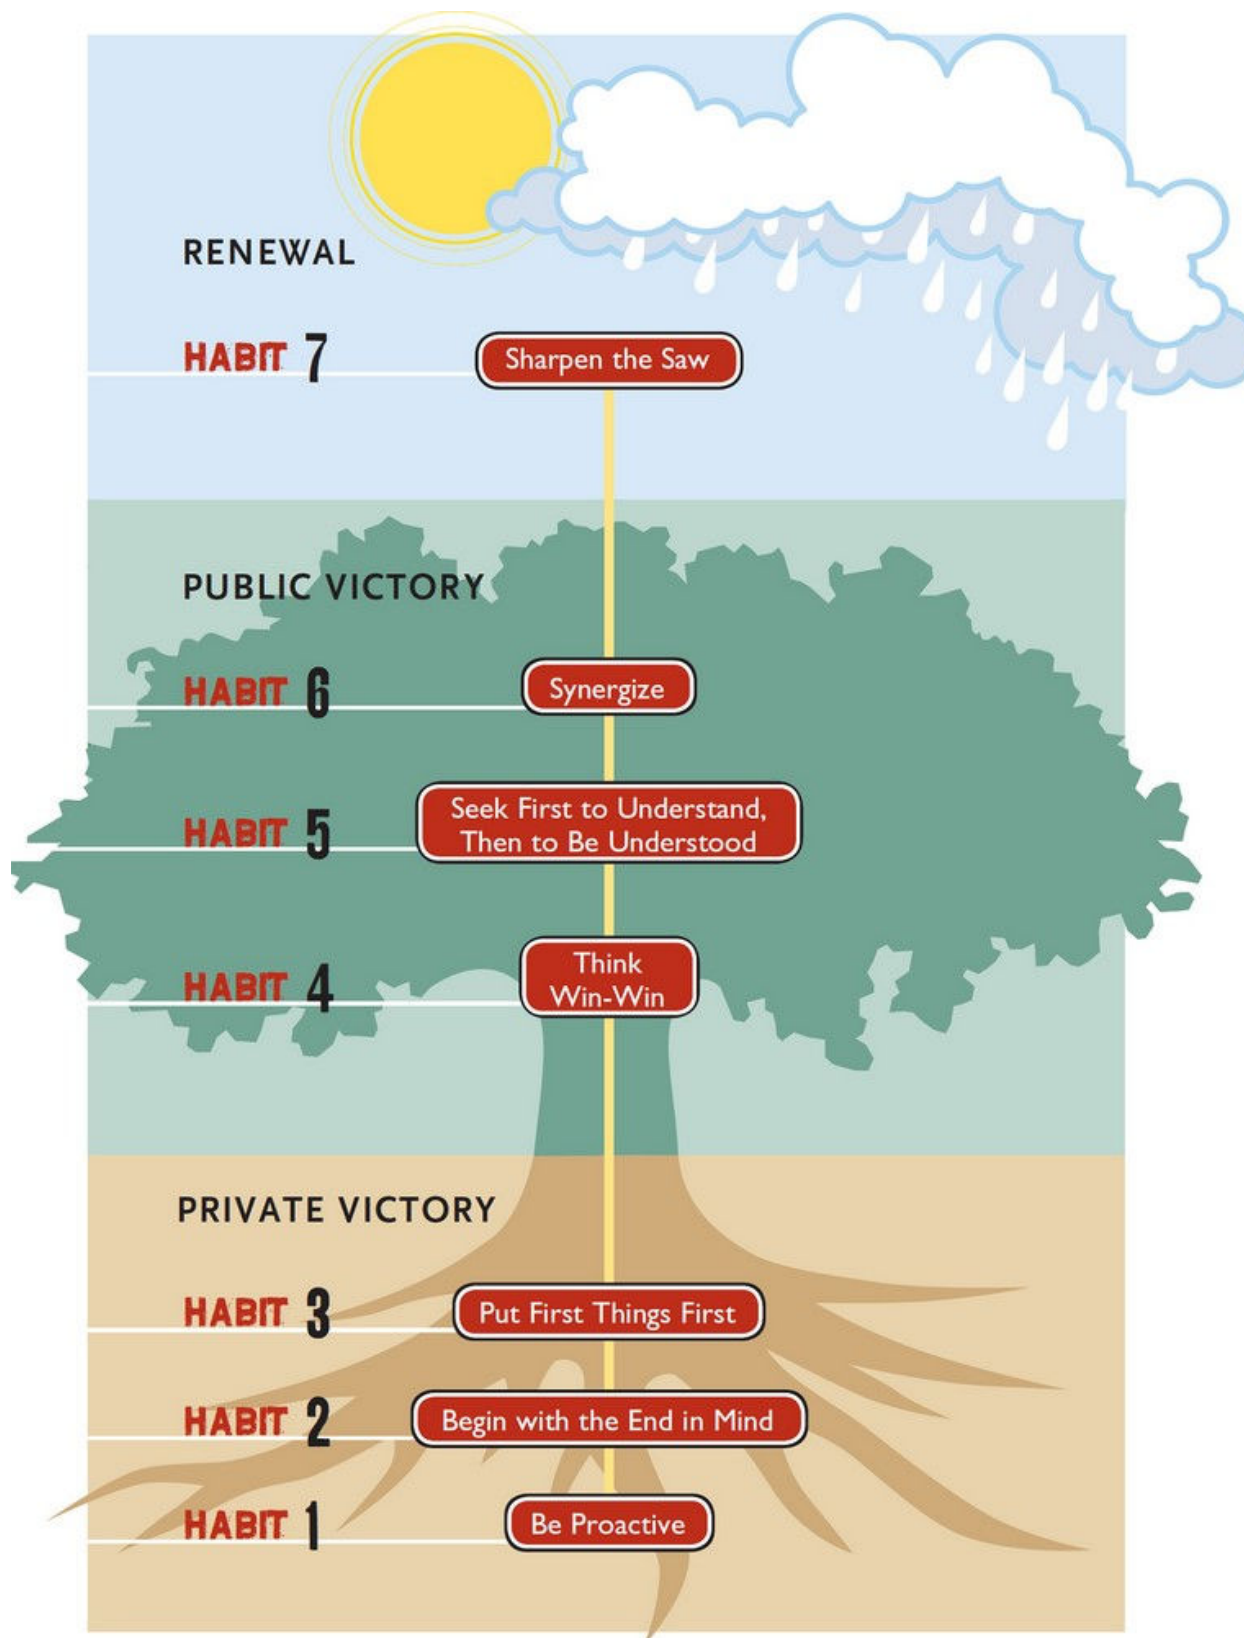 RENEWAL
HABIT 7
Sharpen the Saw
PUBLIC VICTORY
HABIT 6
Synergize
HABIT 5
Seek First to Understand,
Then to Be Understood
HABIT 4
Think
Win-Win
PRIVATE VICTORY
HABIT 3
Put First Things First
HABIT 2
Begin with the End in Mind
HABIT 1
Be Proactive